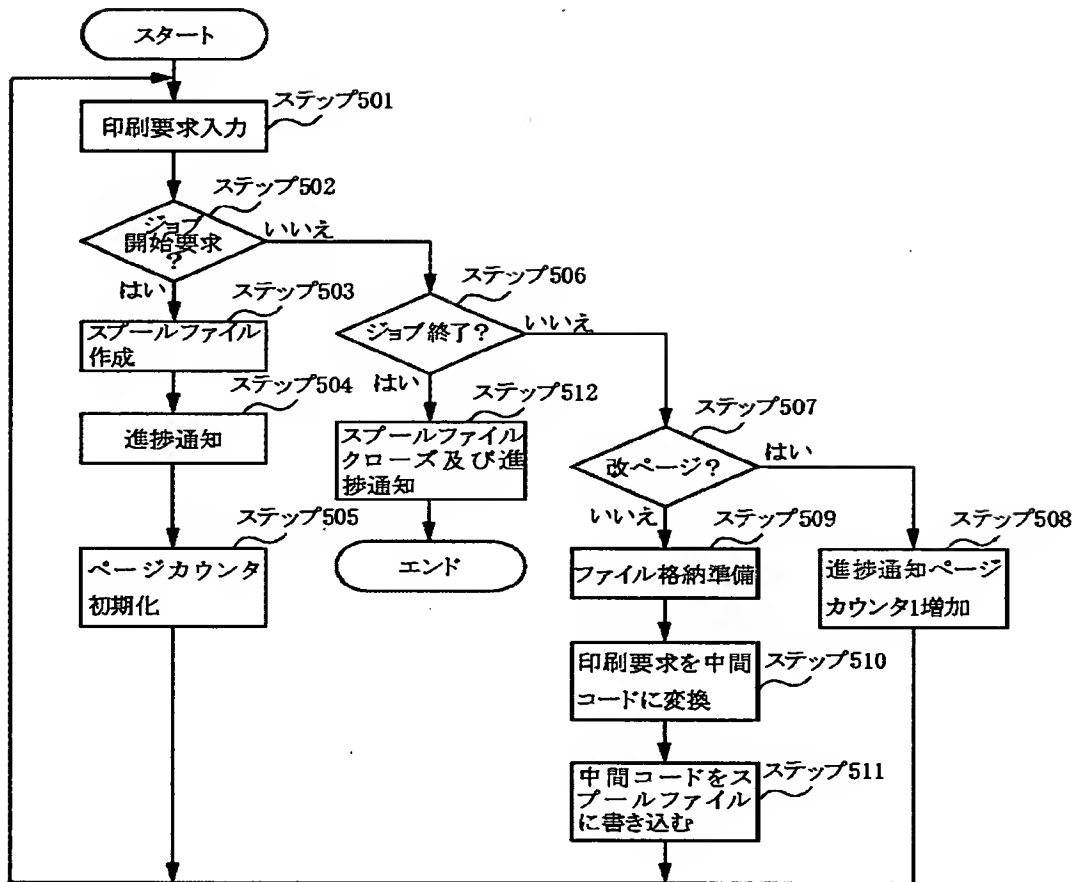 スタート
ステップ501
印刷要求入力
ステップ502
ジョブ
開始要求
?
いいえ
はい
ステップ503
スプールファイル
作成
ステップ504
進捗通知
ステップ505
ページカウンタ
初期化
ステップ506
ジョブ終了?
いいえ
はい
ステップ512
スプールファイル
クローズ及び進
捗通知
エンド
ステップ507
改ページ?
はい
いいえ
ステップ509
ファイル格納準備
ステップ508
進捗通知ページ
カウンタ1増加
印刷要求を中間
コードに変換
ステップ510
中間コードをス
プールファイル
に書き込む
ステップ511